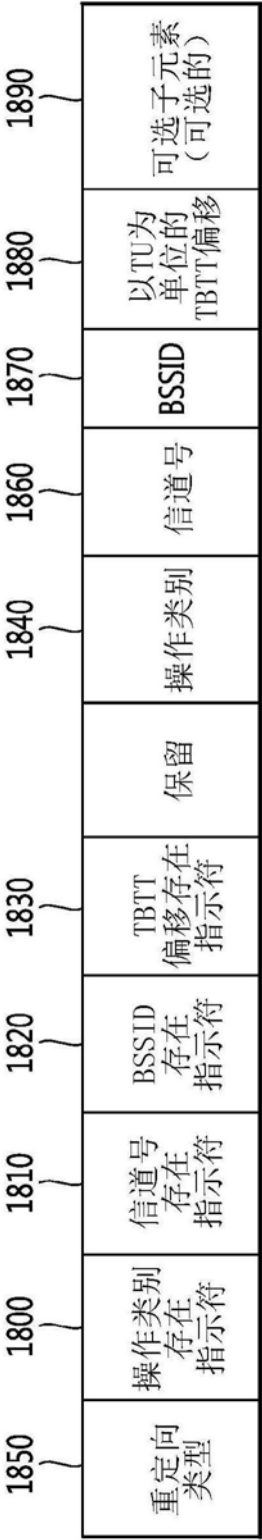 1850
1800
1810
1820
1830
1840
1860
1870
1880
1890
重定向
类型
操作类别
存在
指示符
信道号
存在
指示符
BSSID
存在
指示符
TBTT
偏移存在
指示符
保留
操作类别
信道号
BSSID
以TU为
单位的
TBTT偏移
可选子元素
(可选的)